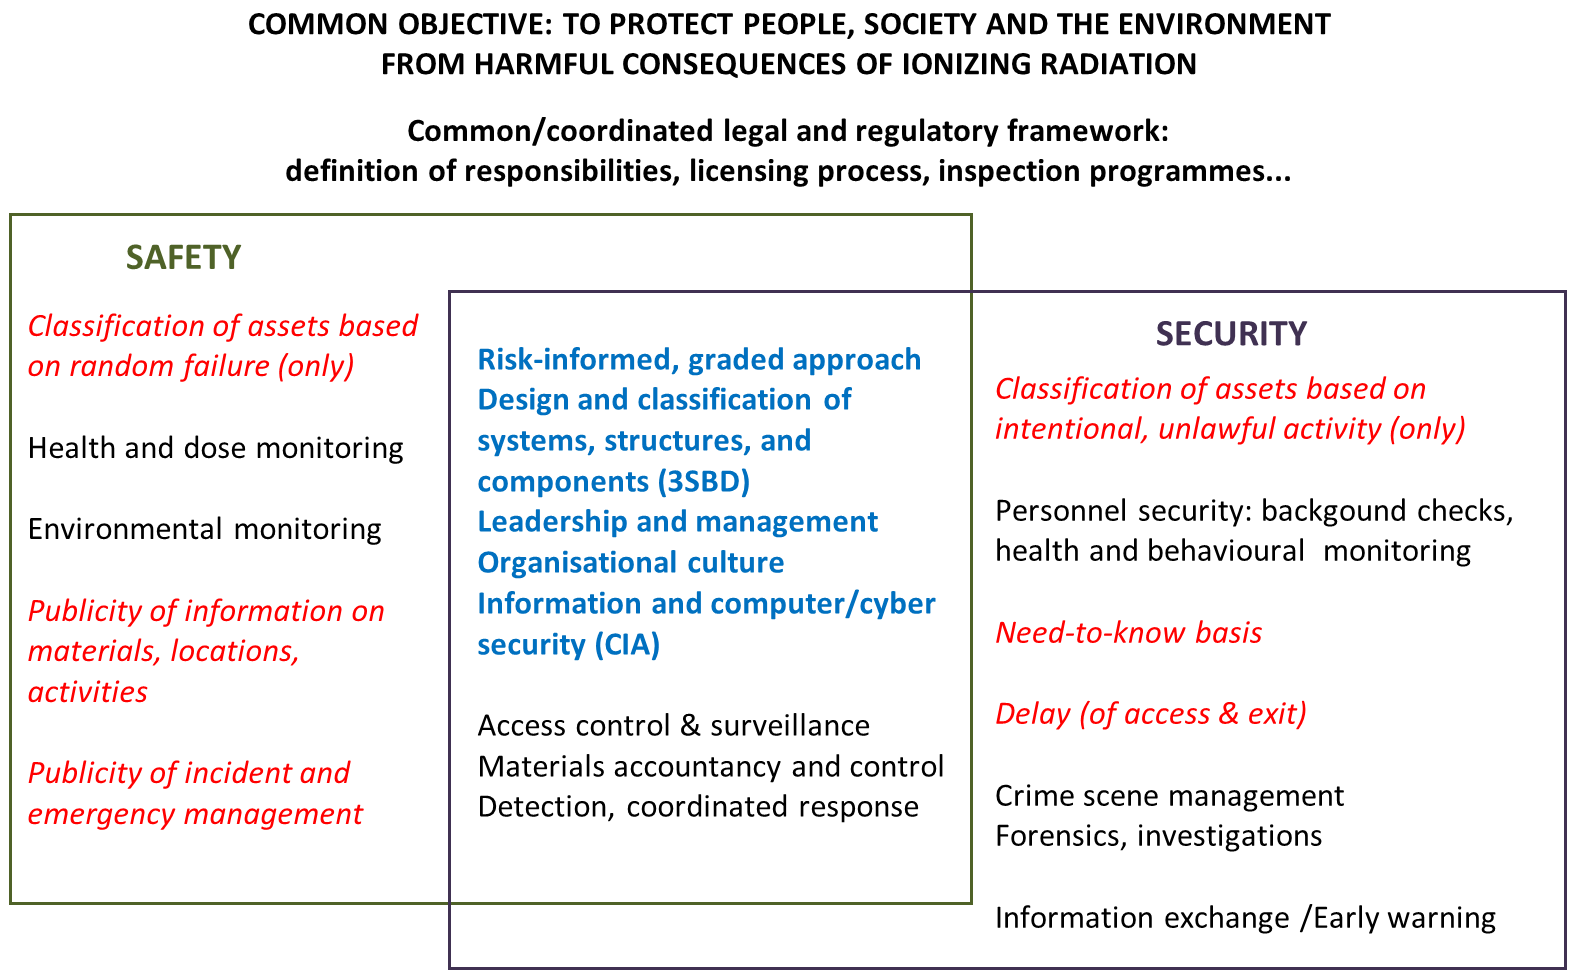 COMMON OBJECTIVE: TO PROTECT PEOPLE, SOCIETY AND THE ENVIRONMENT
FROM HARMFUL CONSEQUENCES OF IONIZING RADIATION
Common/coordinated legal and regulatory framework:
definition of responsibilities, licensing process, inspection programmes...
SAFETY
Classification of assets based
on random failure (only)
Health and dose monitoring
Environmental monitoring
Publicity of information on
materials, locations,
activities
Publicity of incident and
emergency management
Risk-informed, graded approach
Design and classification of
systems, structures, and
components (3SBD)
Leadership and management
Organisational culture
Information and computer/cyber
security (CIA)
Access control & surveillance
Materials accountancy and control
Detection, coordinated response
SECURITY
Classification of assets based on
intentional, unlawful activity (only)
Personnel security: backgound checks,
health and behavioural  monitoring
Need-to-know basis
Delay (of access & exit)
Crime scene management
Forensics, investigations
Information exchange /Early warning